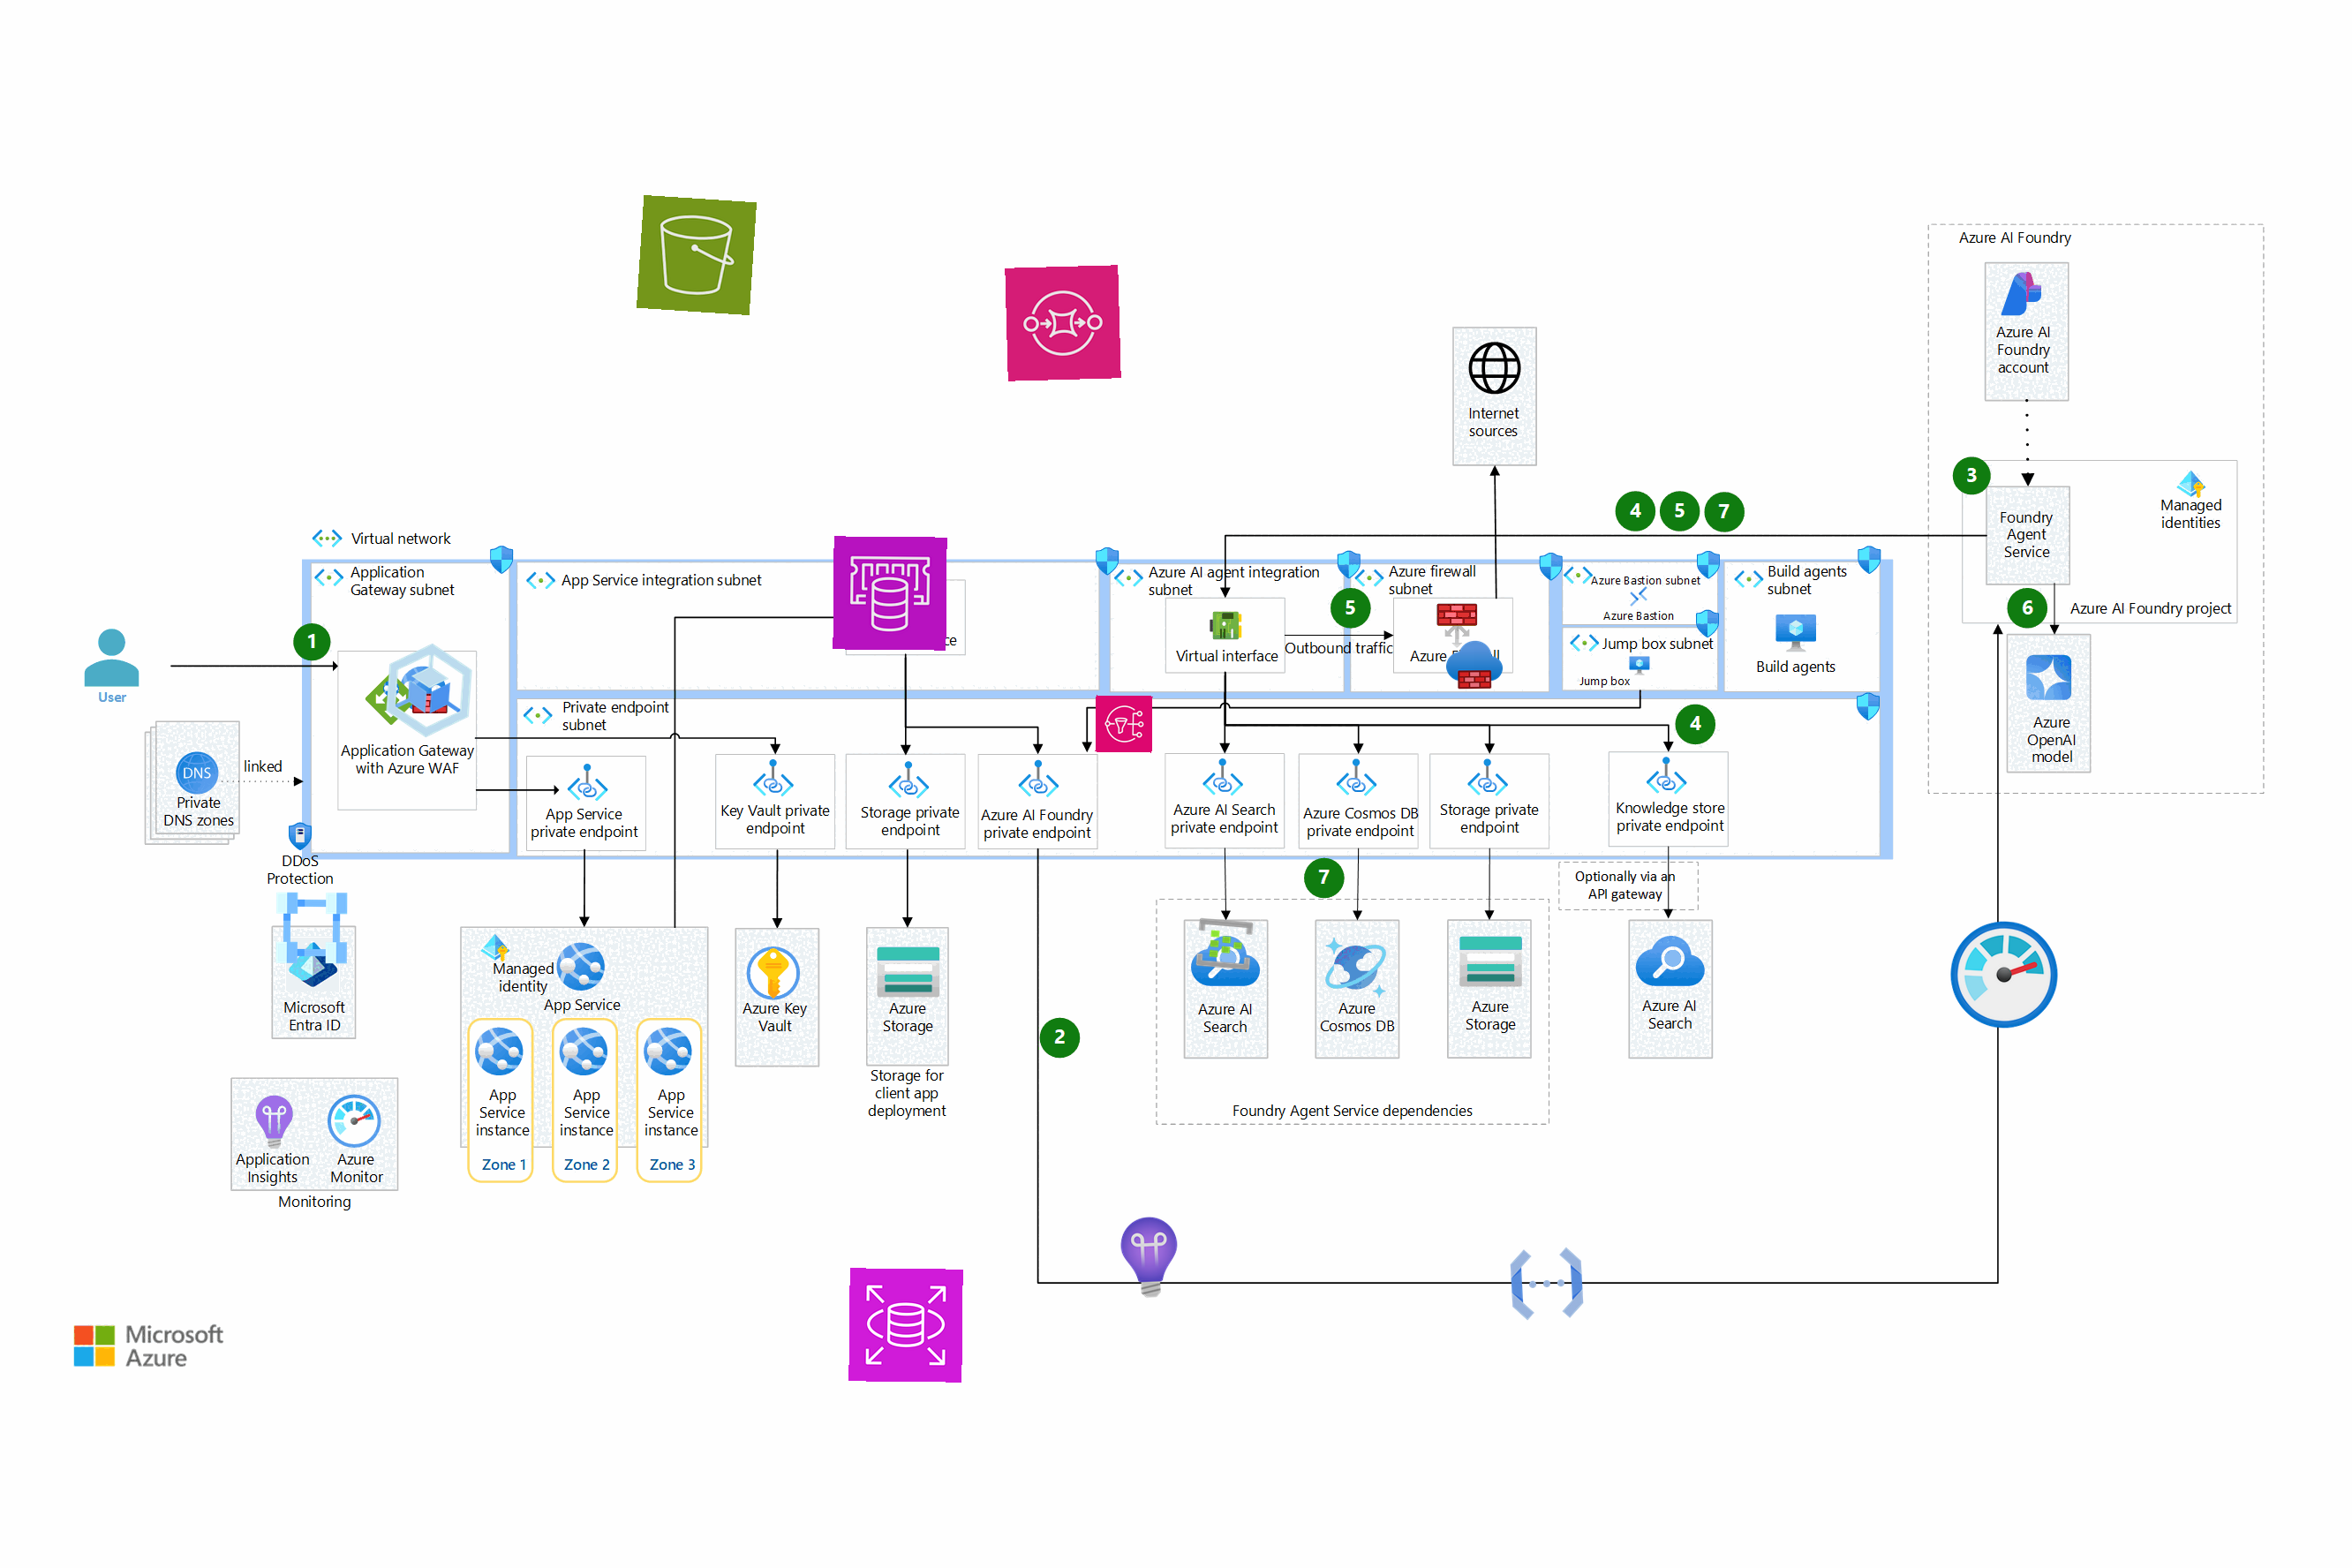 Azure AI Foundry
Azure AI
Foundry
account
Internet
sources
3
Managed
identities
Foundry
Agent
Service
4 5 7
6
Azure AI Foundry project
Azure
OpenAI
model
Virtual network
Application
Gateway subnet
App Service integration subnet
Azure AI agent integration
subnet
Azure firewall
subnet
Azure Bastion subnet
Azure Bastion
Build agents
subnet
Build agents
Jump box subnet
Jump box
1
5
Virtual interface
Outbound traffic
User
Application Gateway
with Azure WAF
Private endpoint
subnet
4
linked
DNS
Private
DNS zones
App Service
private endpoint
Key Vault private
endpoint
Storage private
endpoint
Azure AI Foundry
private endpoint
Azure AI Search
private endpoint
Azure Cosmos DB
private endpoint
Storage private
endpoint
Knowledge store
private endpoint
DDoS
Protection
7
Optionally via an
API gateway
Microsoft
Entra ID
Managed
identity
App Service
Azure Key
Vault
Azure
Storage
Storage for
client app
deployment
2
Azure AI
Search
Azure
Cosmos DB
Azure
Storage
Azure AI
Search
Foundry Agent Service dependencies
App
Service
instance
Zone 1
App
Service
instance
Zone 2
App
Service
instance
Zone 3
Application
Insights
Azure
Monitor
Monitoring
Microsoft
Azure